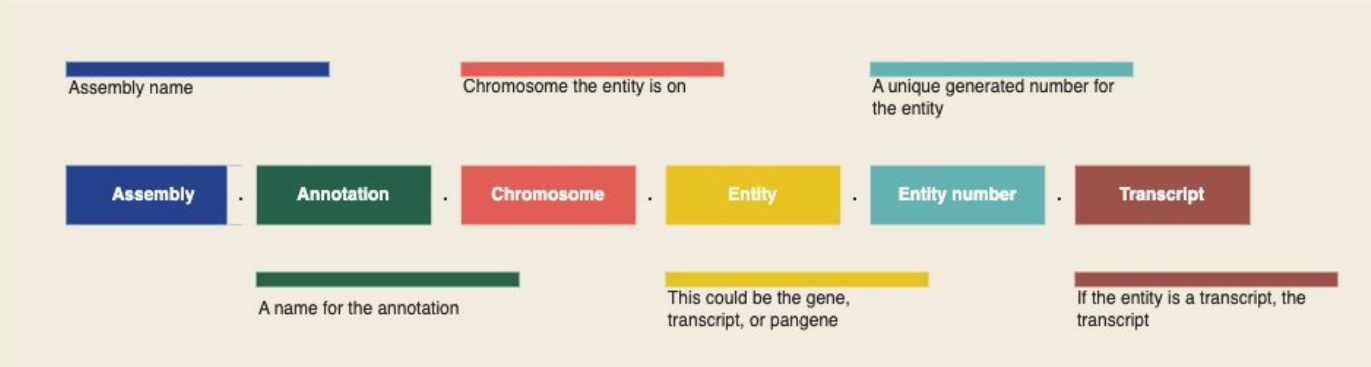 Assembly name
Chromosome the entity is on
A unique generated number for
the entity
Assembly . Annotation . Chromosome . Entity . Entity number . Transcript
A name for the annotation
This could be the gene,
transcript, or pangene
If the entity is a transcript, the
transcript